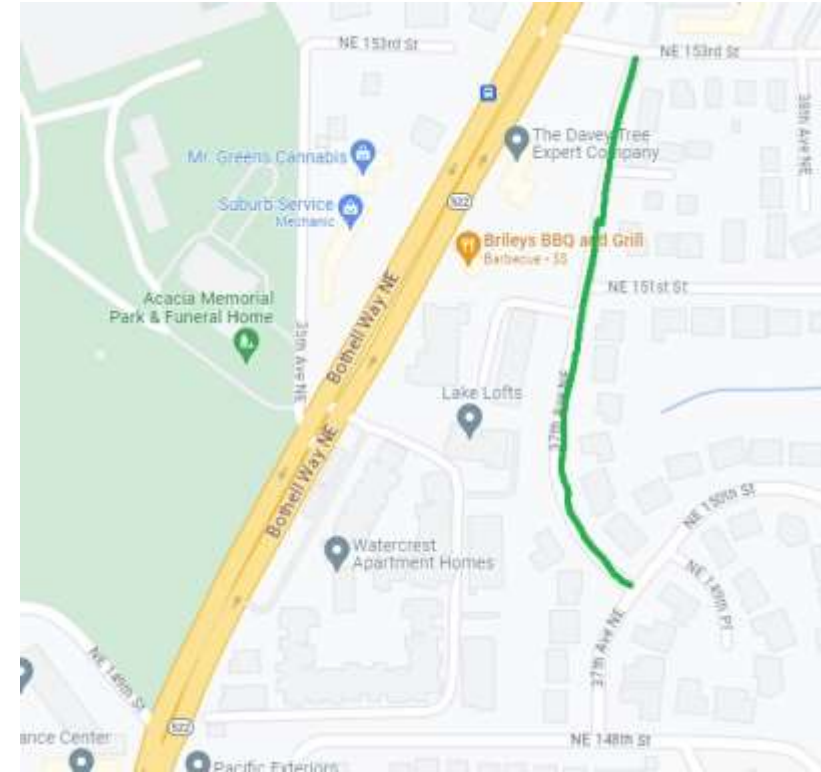 NE 153rd St
NE 153rd St
38th Ave NE
The Davey Tree
Expert Company
Mr. Greens Cannabis
522
Suburb Service
Mechanic
Brileys BBQ and Grill
Barbecue • $$
Bothell Way NE
NE 151st St
Acacia Memorial
Park & Funeral Home
35th Ave NE
Lake Lofts
37th Ave NE
Bothell Way NE
NE 150th St
Watercrest
Apartment Homes
NE 149th Pl
37th Ave NE
NE 149th St
522
ance Center
NE 148th St
Pacific Exteriors